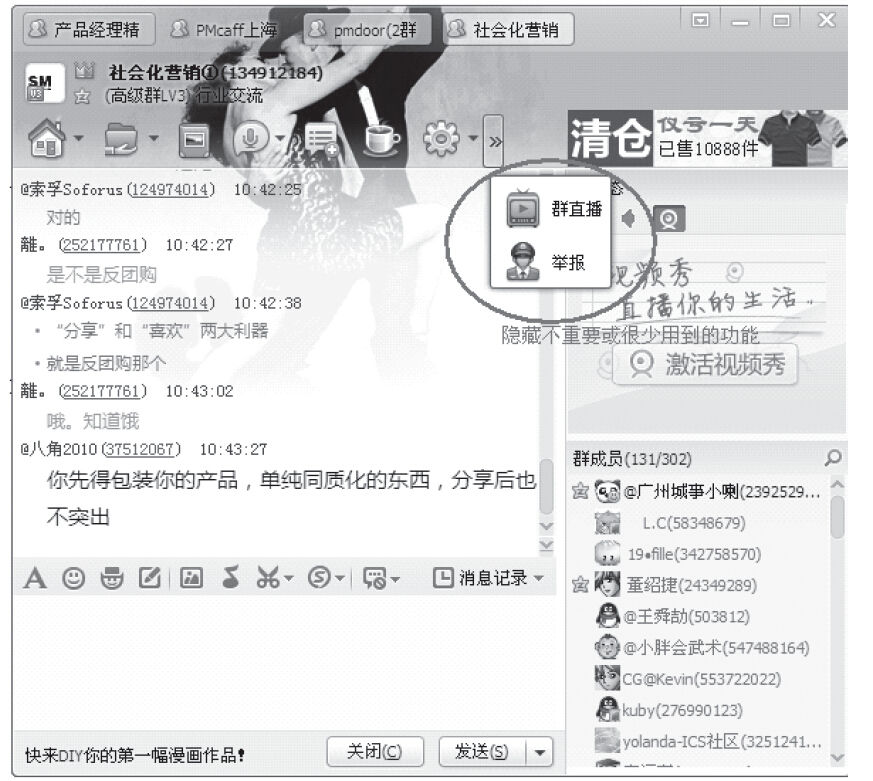 产品经理精
PMcaff上海
pmdoor(2群
社会化营销
SM
社会化营销①(134912184)
(高级群LV3) 行业交流
清仓
仅亏一天
已售10888件
@索孚Soforus(124974014) 10:42:25
对的
離。(252177761) 10:42:27
是不是反团购
@索孚Soforus(124974014) 10:42:38
·“分享”和“喜欢”两大利器
·就是反团购那个
離。(252177761) 10:43:02
哦。知道饿
@八角2010(37512067) 10:43:27
你先得包装你的产品，单纯同质化的东西，分享后也
不突出
群直播
举报
视频秀
直播你的生活.
隐藏不重要或很少用到的功能
激活视频秀
群成员(131/302)
@广州城事小喇(2392529...
L.C(58348679)
19•fille(342758570)
董绍捷(24349289)
@王舜劼(503812)
@小胖会武术(547488164)
CG@Kevin(553722022)
kuby(276990123)
yolanda-ICS社区(3251241...
消息记录
快来DIY你的第一幅漫画作品!
关闭(C)
发送(S)